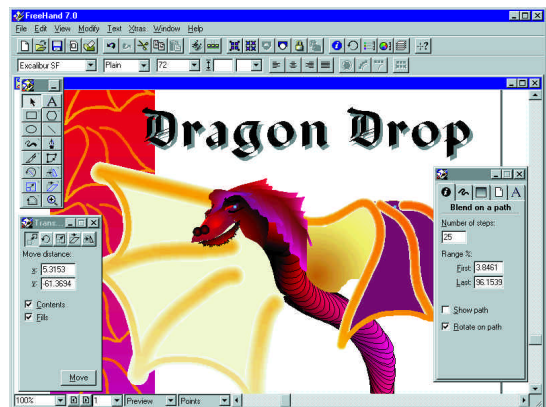 FreeHand 7.0
File Edit View Modify Text Xtras Window Help
Excalibur SF Plain 72
Dragon Drop
Trans...
Move distance:
x: 5.3153
y: -61.3694
Contents
Fills
Move
Blend on a path
Number of steps:
25
Range %:
First: 3.8461
Last: 96.1539
Show path
Rotate on path
100% 1 Preview Points